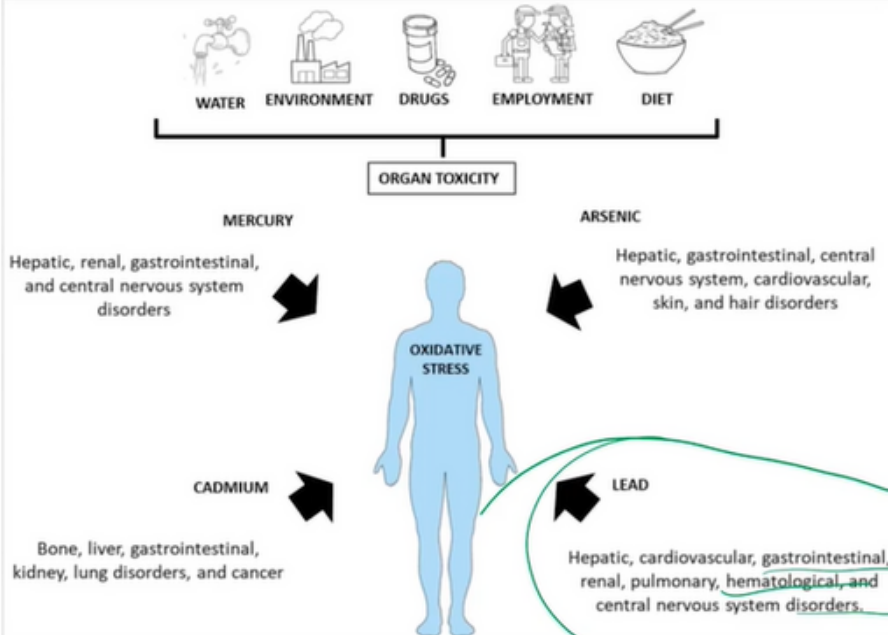 WATER
ENVIRONMENT
DRUGS
EMPLOYMENT
DIET
ORGAN TOXICITY
MERCURY
Hepatic, renal, gastrointestinal,
and central nervous system
disorders
ARSENIC
Hepatic, gastrointestinal, central
nervous system, cardiovascular,
skin, and hair disorders
OXIDATIVE
STRESS
CADMIUM
Bone, liver, gastrointestinal,
kidney, lung disorders, and cancer
LEAD
Hepatic, cardiovascular, gastrointestinal,
renal, pulmonary, hematological, and
central nervous system disorders.